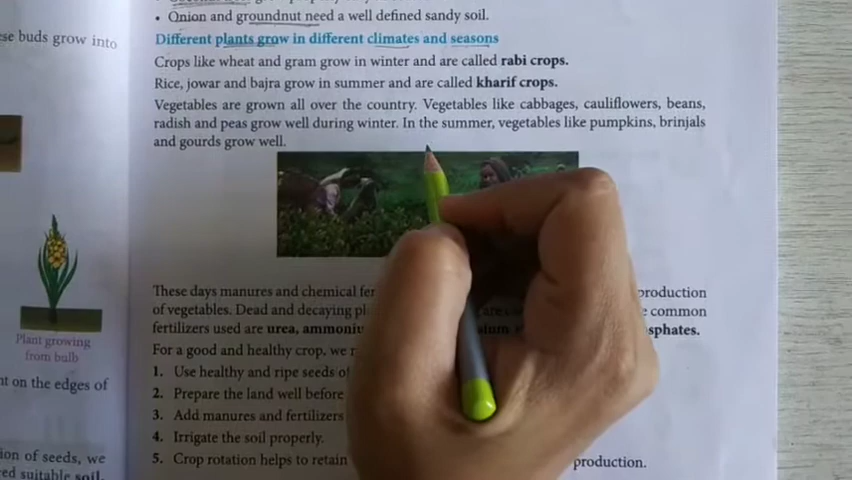 ese buds grow into
Plant growing
from bulb
nt on the edges of
ion of seeds, we
red suitable soil.
• Onion and groundnut need a well defined sandy soil.
Different plants grow in different climates and seasons
Crops like wheat and gram grow in winter and are called rabi crops.
Rice, jowar and bajra grow in summer and are called kharif crops.
Vegetables are grown all over the country. Vegetables like cabbages, cauliflowers, beans,
radish and peas grow well during winter. In the summer, vegetables like pumpkins, brinjals
and gourds grow well.
These days manures and chemical fer production
of vegetables. Dead and decaying pl are common
fertilizers used are urea, ammoniu sphates.
For a good and healthy crop, we
1. Use healthy and ripe seeds of
2. Prepare the land well before
3. Add manures and fertilizers
4. Irrigate the soil properly.
5. Crop rotation helps to retain production.